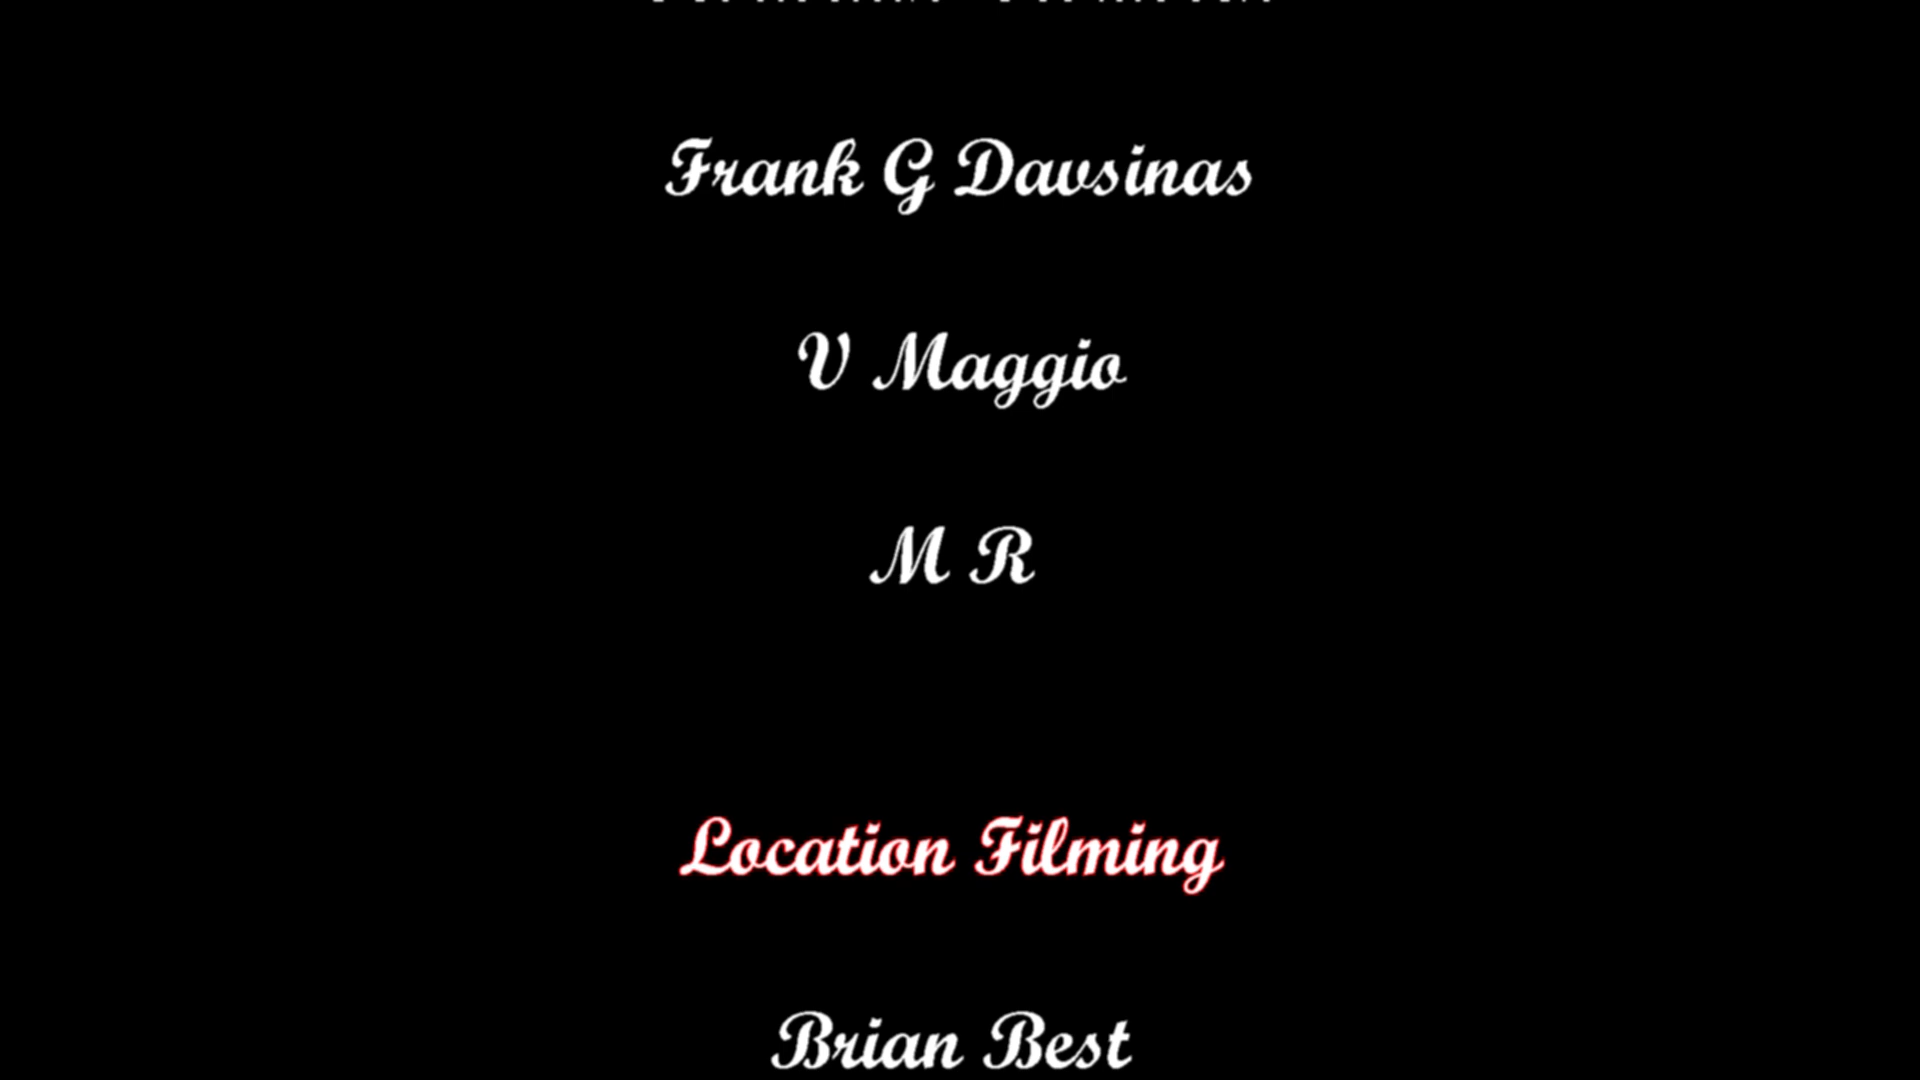 Frank G Davsinas
V Maggio
M R
Location Filming
Brian Best